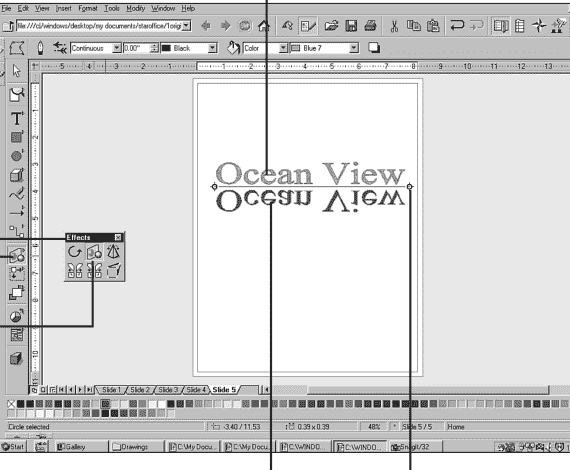 File Edit View Insert Format Tools Modify Window Help
file:///c|/windows/desktop/my documents/staroffice/1origi
Continuous 0.00" Black Color Blue 7
Ocean View
Ocean View
Effects
Slide 1 Slide 2 Slide 3 Slide 4 Slide 5
Circle selected -3.40 / 11.53 0.39 x 0.39 48% * Slide 5 / 5 Home
Start Gallery Drawings C:\My Docu... C:\My Docu... C:\WINDO... C:\WINDO... SnagIt/32